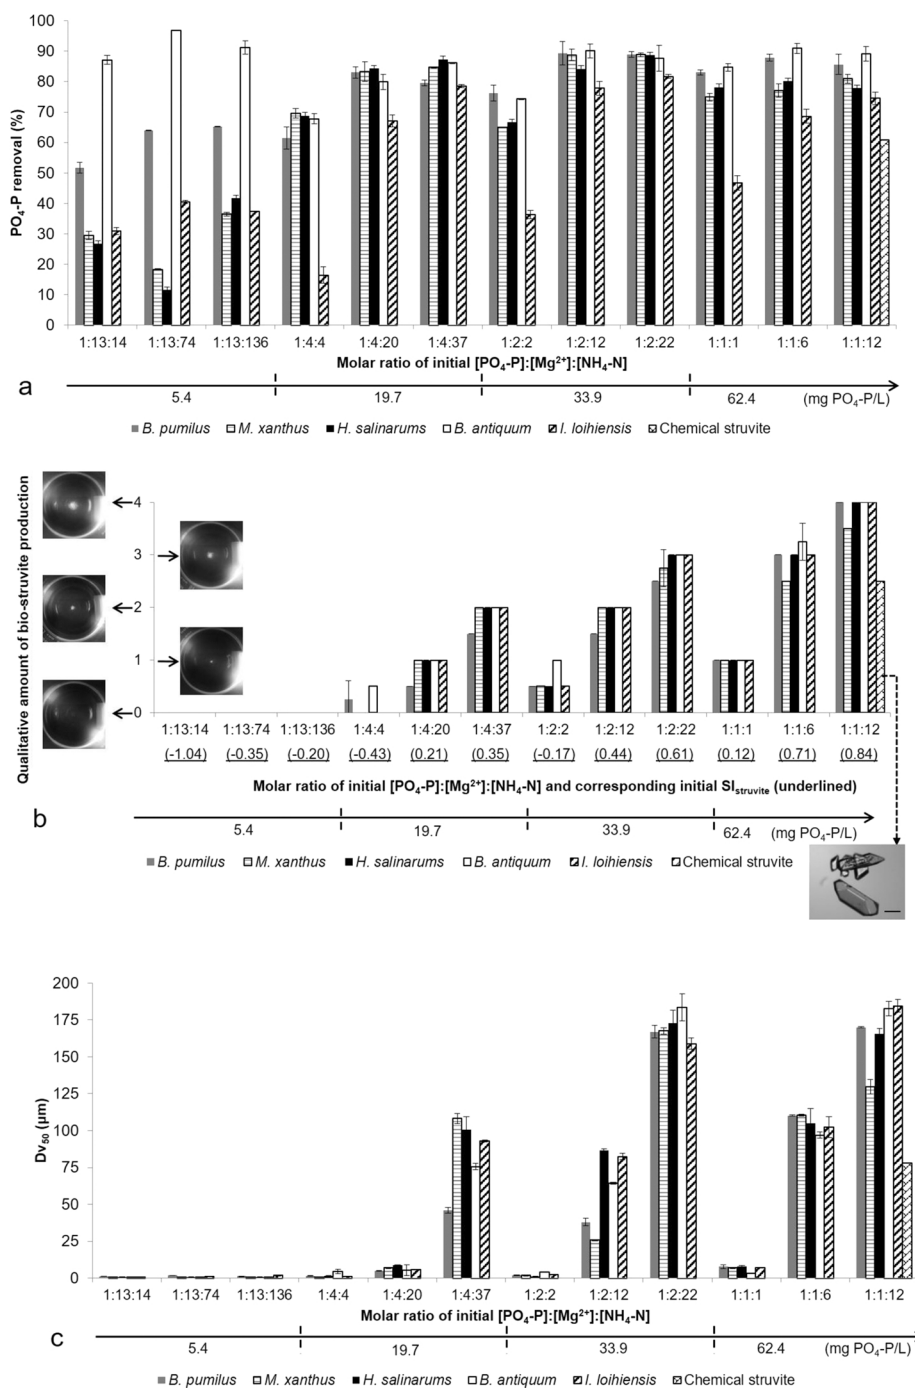 100
90
80
70
60
50
40
30
20
10
0
PO₄-P removal (%)
1:13:14 1:13:74 1:13:136 1:4:4 1:4:20 1:4:37 1:2:2 1:2:12 1:2:22 1:1:1 1:1:6 1:1:12
Molar ratio of initial [PO₄-P]:[Mg²⁺]:[NH₄-N]
a
5.4 19.7 33.9 62.4 (mg PO₄-P/L)
B. pumilus M. xanthus H. salinarums B. antiquum I. loihiensis Chemical struvite
Qualitative amount of bio-struvite production
4
3
2
1
0
1:13:14 1:13:74 1:13:136 1:4:4 1:4:20 1:4:37 1:2:2 1:2:12 1:2:22 1:1:1 1:1:6 1:1:12
(-1.04) (-0.35) (-0.20) (-0.43) (0.21) (0.35) (-0.17) (0.44) (0.61) (0.12) (0.71) (0.84)
Molar ratio of initial [PO₄-P]:[Mg²⁺]:[NH₄-N] and corresponding initial SIstruvite (underlined)
b
5.4 19.7 33.9 62.4 (mg PO₄-P/L)
B. pumilus M. xanthus H. salinarums B. antiquum I. loihiensis Chemical struvite
200
175
150
125
100
75
50
25
0
Dv₅₀ (µm)
1:13:14 1:13:74 1:13:136 1:4:4 1:4:20 1:4:37 1:2:2 1:2:12 1:2:22 1:1:1 1:1:6 1:1:12
Molar ratio of initial [PO₄-P]:[Mg²⁺]:[NH₄-N]
c
5.4 19.7 33.9 62.4 (mg PO₄-P/L)
B. pumilus M. xanthus H. salinarums B. antiquum I. loihiensis Chemical struvite